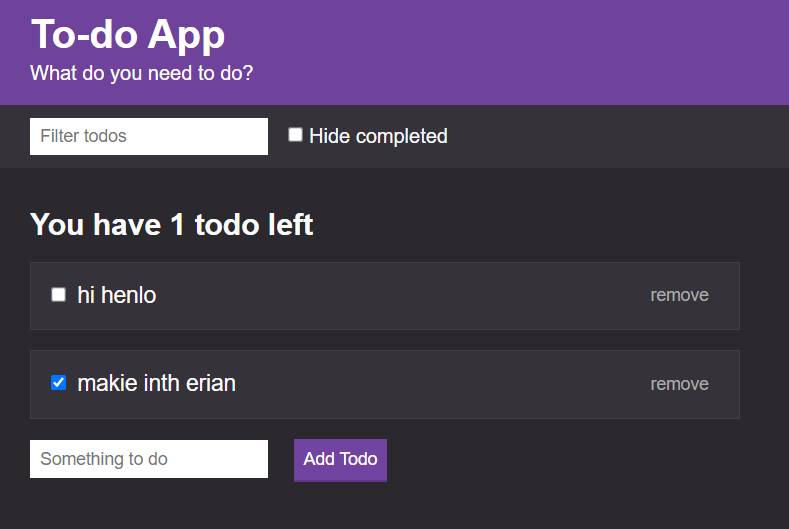 To-do App
What do you need to do?
Filter todos
Hide completed
You have 1 todo left
hi henlo
remove
makie inth erian
remove
Something to do
Add Todo